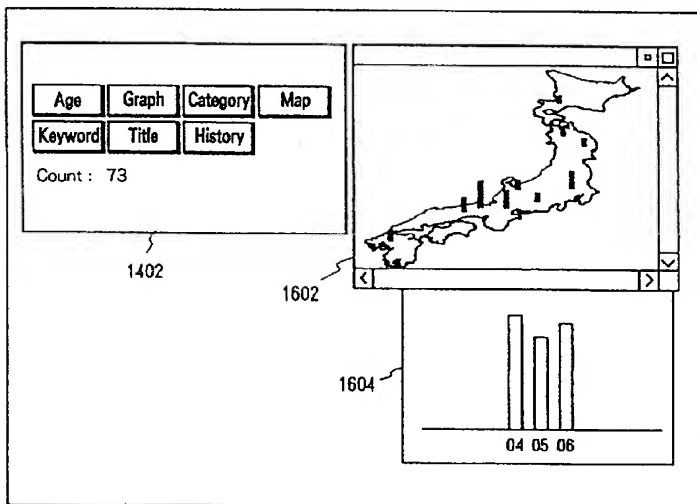 Age Graph Category Map
Keyword Title History
Count : 73
1402
1602
1604
04 05 06